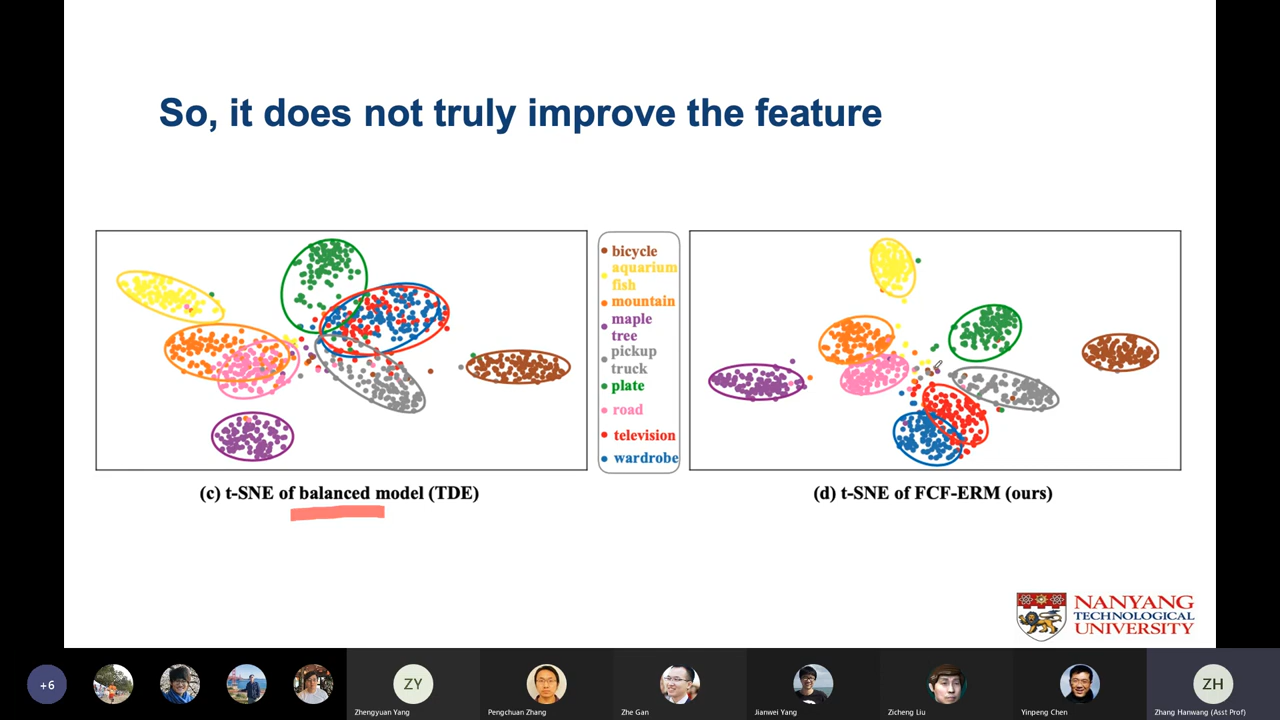 So, it does not truly improve the feature
bicycle
aquarium
fish
mountain
maple
tree
pickup
truck
plate
road
television
wardrobe
(c) t-SNE of balanced model (TDE)
(d) t-SNE of FCF-ERM (ours)
NANYANG
TECHNOLOGICAL
UNIVERSITY
+6
ZY
ZH
Zhengyuan Yang
Pengchuan Zhang
Zhe Gan
Jianwei Yang
Zicheng Liu
Yinpeng Chen
Zhang Hanwang (Asst Prof)